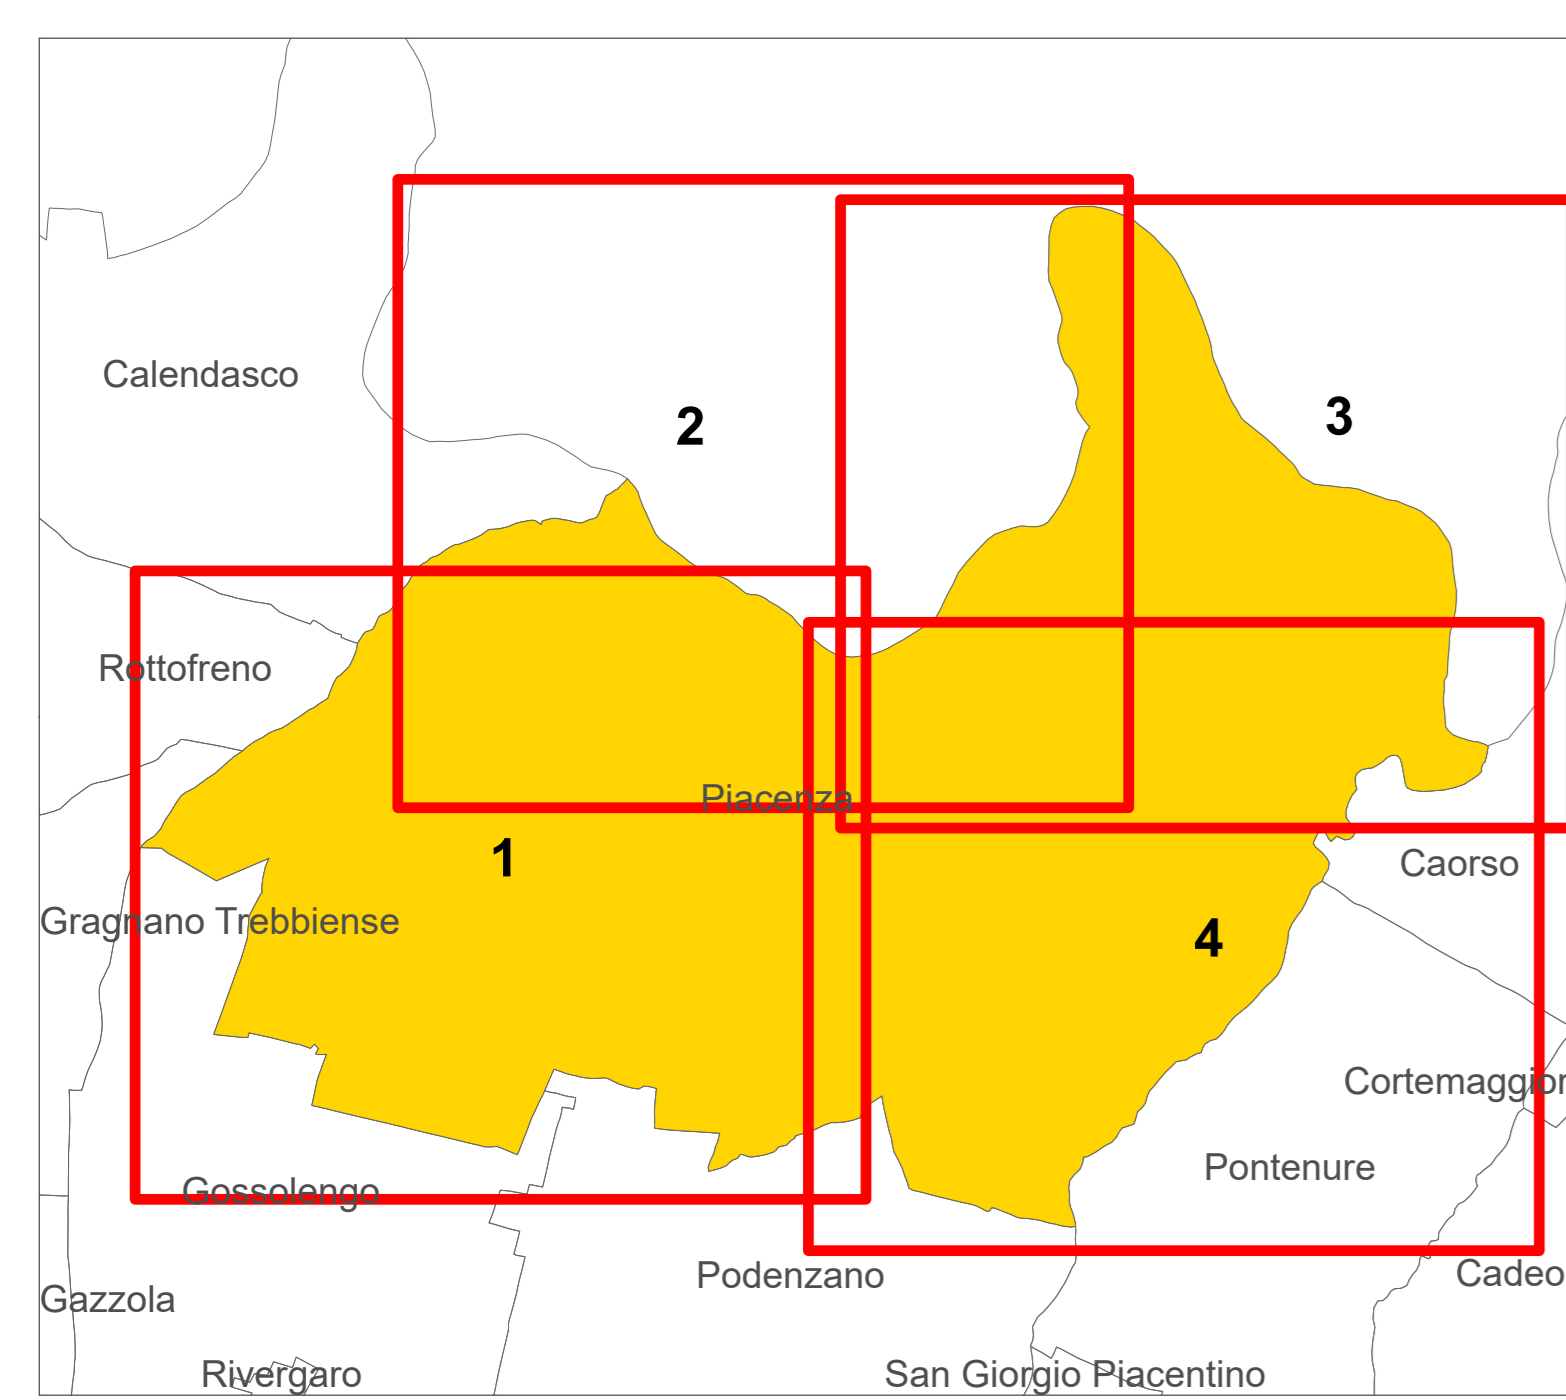 Calendasco
2
3
Rottofreno
Piacenza
1
Caorso
Gragnano Trebbiense
4
Cortemaggior
Pontenure
Gossolengo
Podenzano
Cadeo
Gazzola
Rivergaro
San Giorgio Piacentino